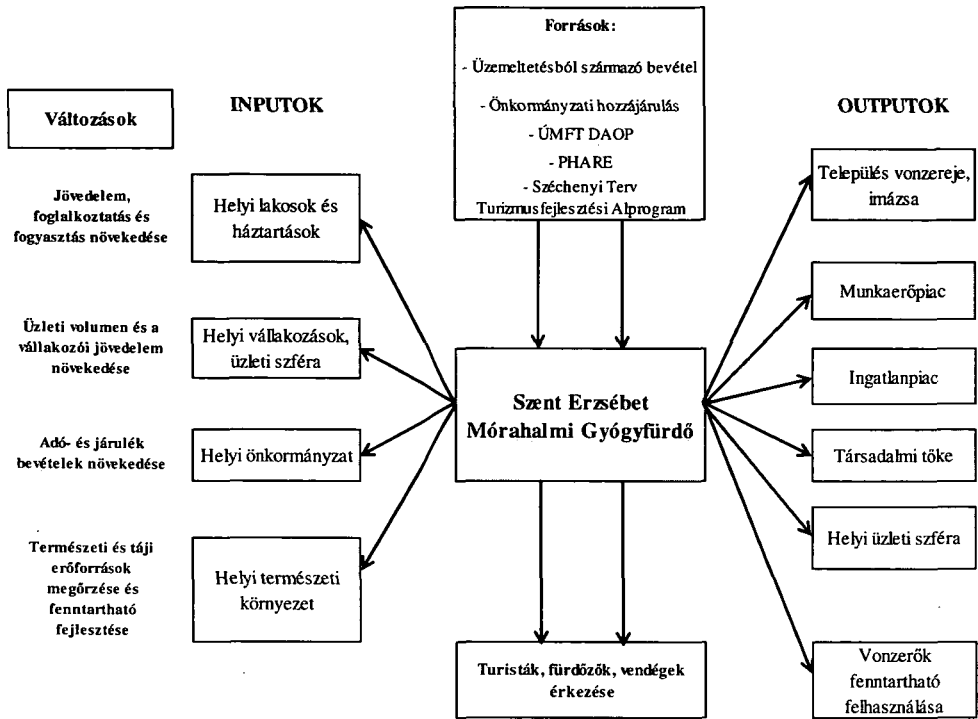 Források:
- Üzemeltetésból származó bevétel
- Önkormányzati hozzájárulás
- ÚMFT DAOP
- PHARE
- Széchenyi Terv
Turizmusfejlesztési Alprogram
Változások
INPUTOK
OUTPUTOK
Jövedelem,
foglalkoztatás és
fogyasztás növekedése
Helyi lakosok és
háztartások
Üzleti volumen és a
vállakozói jövedelem
növekedése
Helyi vállakozások,
üzleti szféra
Adó- és járulék
bevételek növekedése
Helyi önkormányzat
Természeti és táji
erőforrások
megőrzése és
fenntartható
fejlesztése
Helyi természeti
környezet
Szent Erzsébet
Mórahalmi Gyógyfürdő
Turisták, fürdőzők, vendégek
érkezése
Település vonzereje,
imázsa
Munkaerőpiac
Ingatlanpiac
Társadalmi tőke
Helyi üzleti szféra
Vonzerők
fenntartható
felhasználása